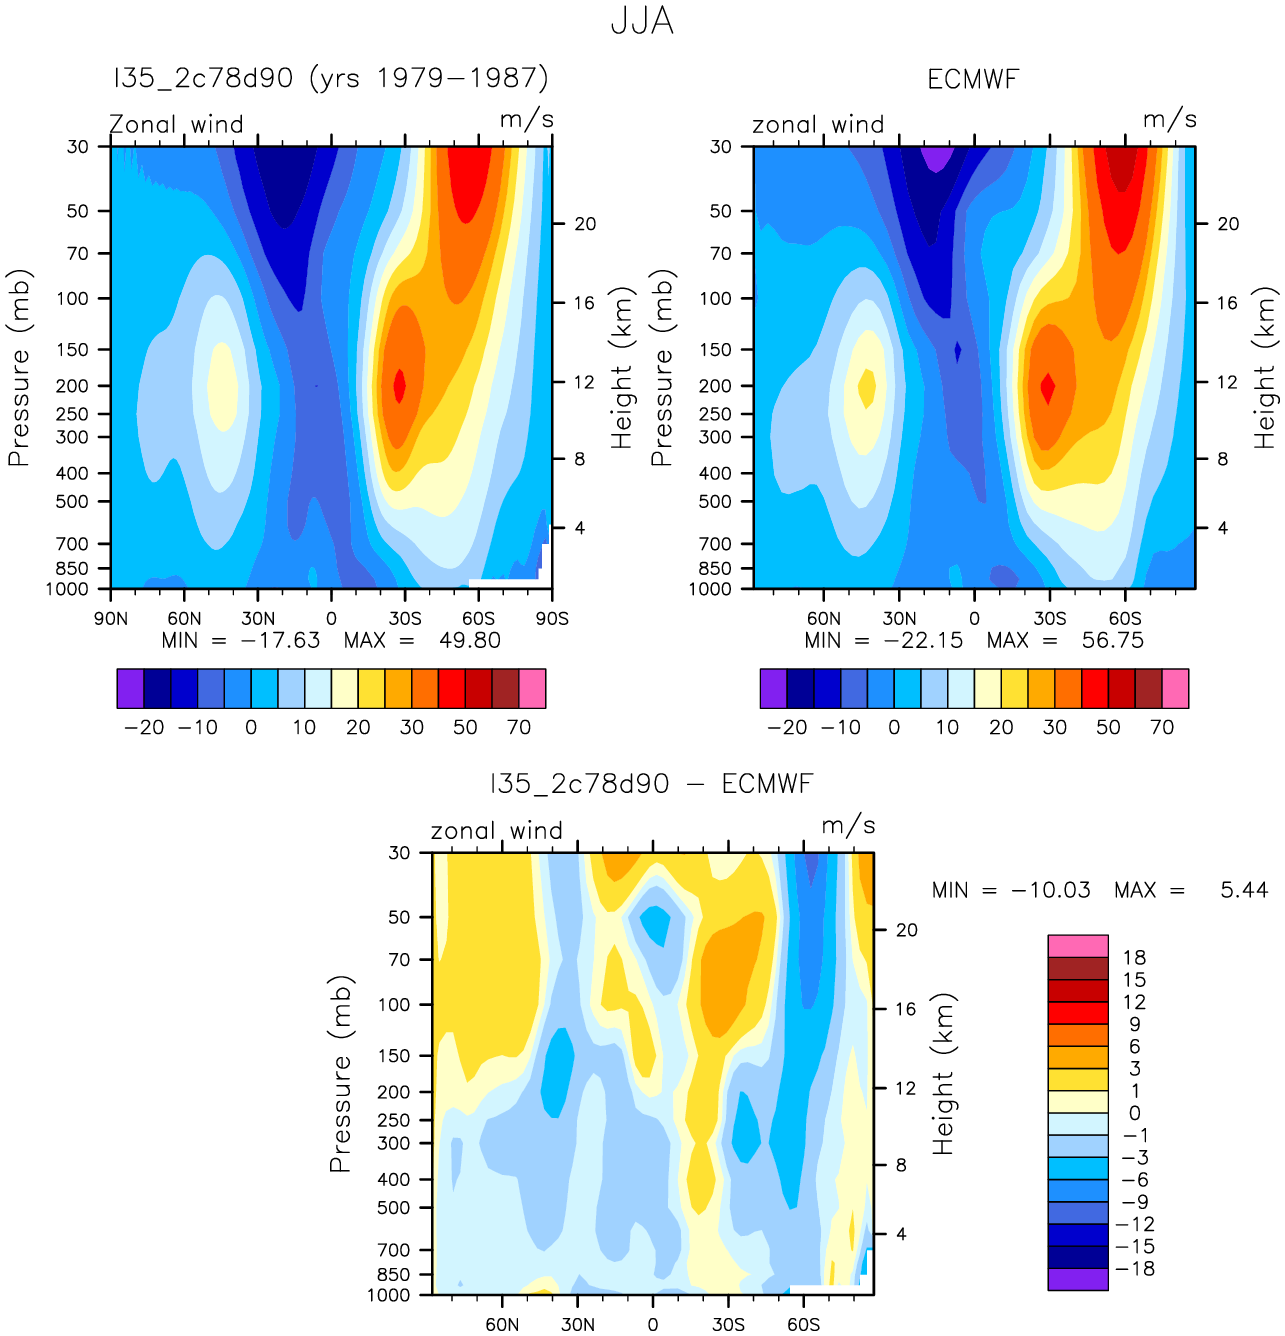 JJA
I35_2c78d90 (yrs 1979−1987)
ECMWF
Zonal wind
m/s
zonal wind
m/s
30
50
70
100
150
200
250
300
400
500
700
850
1000
Pressure (mb)
20
16
12
8
4
Height (km)
90N 60N 30N 0 30S 60S 90S
MIN = −17.63 MAX = 49.80
−20 −10 0 10 20 30 50 70
30
50
70
100
150
200
250
300
400
500
700
850
1000
Pressure (mb)
20
16
12
8
4
Height (km)
60N 30N 0 30S 60S
MIN = −22.15 MAX = 56.75
−20 −10 0 10 20 30 50 70
I35_2c78d90 − ECMWF
zonal wind
m/s
30
50
70
100
150
200
250
300
400
500
700
850
1000
Pressure (mb)
20
16
12
8
4
Height (km)
60N 30N 0 30S 60S
MIN = −10.03 MAX = 5.44
18
15
12
9
6
3
1
0
−1
−3
−6
−9
−12
−15
−18